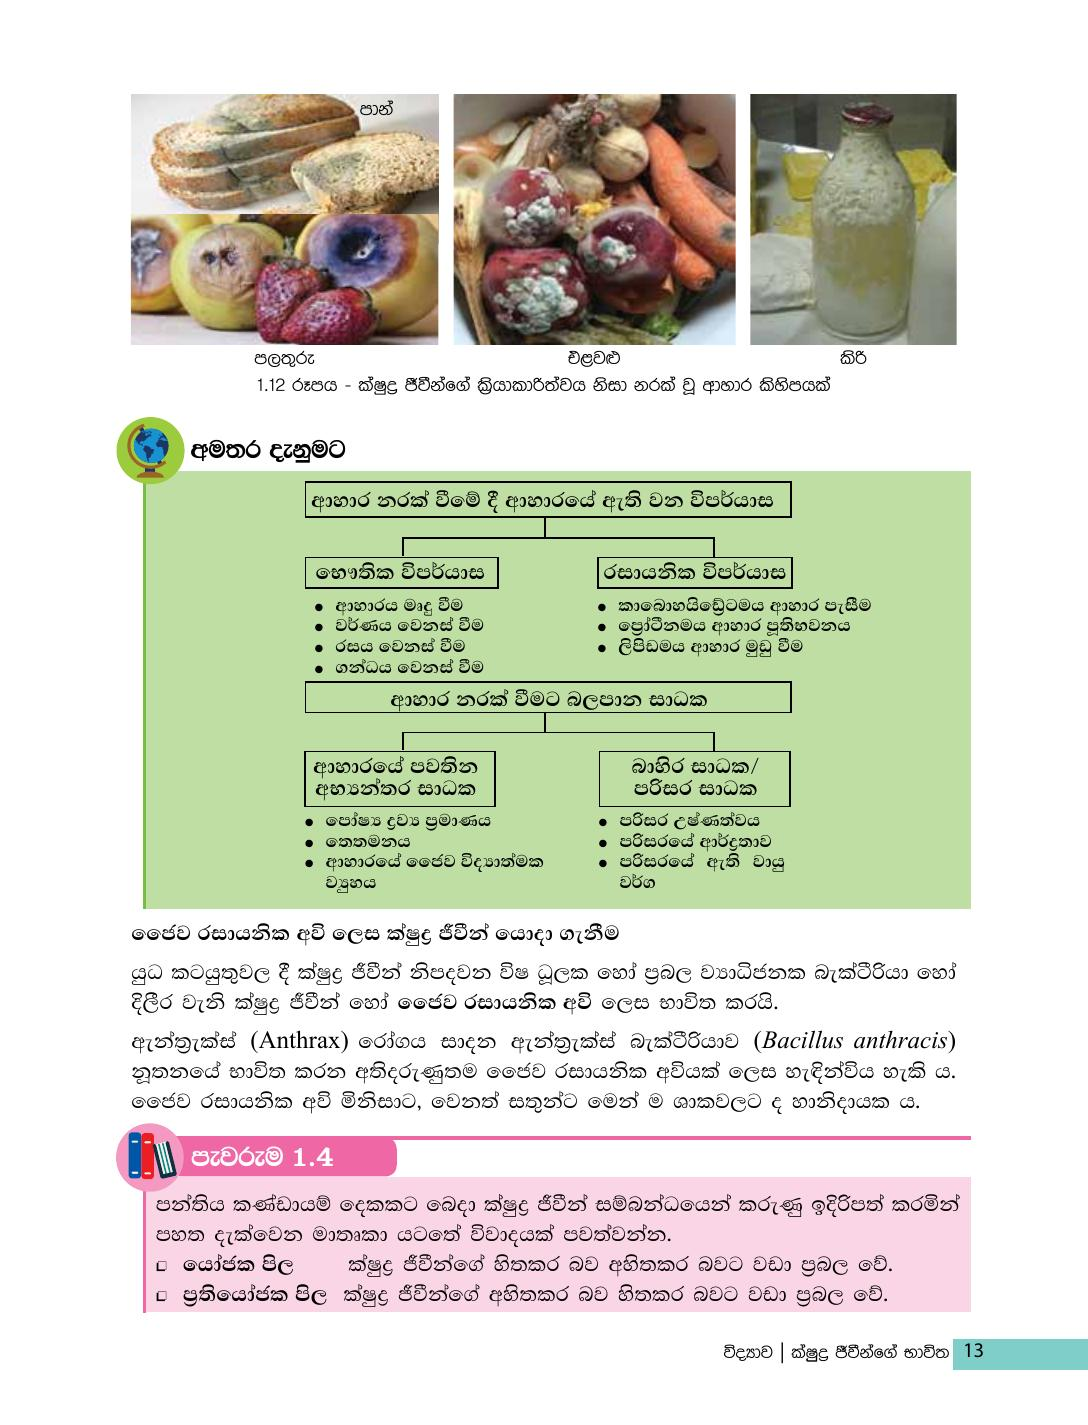 පාන්
පලතුරු
එළවළු
කිරි
1.12 රූපය - ක්ෂුද්‍ර ජීවීන්ගේ ක්‍රියාකාරිත්වය නිසා නරක් වූ ආහාර කිහිපයක්
අමතර දැනුමට
ආහාර නරක් වීමේ දී ආහාරයේ ඇති වන විපර්යාස
භෞතික විපර්යාස
● ආහාරය මෘදු වීම
● වර්ණය වෙනස් වීම
● රසය වෙනස් වීම
● ගන්ධය වෙනස් වීම
රසායනික විපර්යාස
● කාබොහයිඩ්‍රේටමය ආහාර පැසීම
● ප්‍රෝටීනමය ආහාර පූතිභවනය
● ලිපිඩමය ආහාර මුඩු වීම
ආහාර නරක් වීමට බලපාන සාධක
ආහාරයේ පවතින
අභ්‍යන්තර සාධක
● පෝෂ්‍ය ද්‍රව්‍ය ප්‍රමාණය
● තෙතමනය
● ආහාරයේ ජෛව විද්‍යාත්මක
ව්‍යුහය
බාහිර සාධක/
පරිසර සාධක
● පරිසර උෂ්ණත්වය
● පරිසරයේ ආර්ද්‍රතාව
● පරිසරයේ ඇති වායු
වර්ග
ජෛව රසායනික අවි ලෙස ක්ෂුද්‍ර ජීවීන් යොදා ගැනීම
යුධ කටයුතුවල දී ක්ෂුද්‍ර ජීවීන් නිපදවන විෂ ධූලක හෝ ප්‍රබල ව්‍යාධිජනක බැක්ටීරියා හෝ
දිලීර වැනි ක්ෂුද්‍ර ජීවීන් හෝ ජෛව රසායනික අවි ලෙස භාවිත කරයි.
ඇන්ත්‍රැක්ස් (Anthrax) රෝගය සාදන ඇන්ත්‍රැක්ස් බැක්ටීරියාව (Bacillus anthracis)
නූතනයේ භාවිත කරන අතිදරුණුතම ජෛව රසායනික අවියක් ලෙස හැඳින්විය හැකි ය.
ජෛව රසායනික අවි මිනිසාට, වෙනත් සතුන්ට මෙන් ම ශාකවලට ද හානිදායක ය.
පැවරුම 1.4
පන්තිය කණ්ඩායම් දෙකකට බෙදා ක්ෂුද්‍ර ජීවීන් සම්බන්ධයෙන් කරුණු ඉදිරිපත් කරමින්
පහත දැක්වෙන මාතෘකා යටතේ විවාදයක් පවත්වන්න.
□ යෝජක පිල ක්ෂුද්‍ර ජීවීන්ගේ හිතකර බව අහිතකර බවට වඩා ප්‍රබල වේ.
□ ප්‍රතියෝජක පිල ක්ෂුද්‍ර ජීවීන්ගේ අහිතකර බව හිතකර බවට වඩා ප්‍රබල වේ.
විද්‍යාව | ක්ෂුද්‍ර ජීවීන්ගේ භාවිත 13